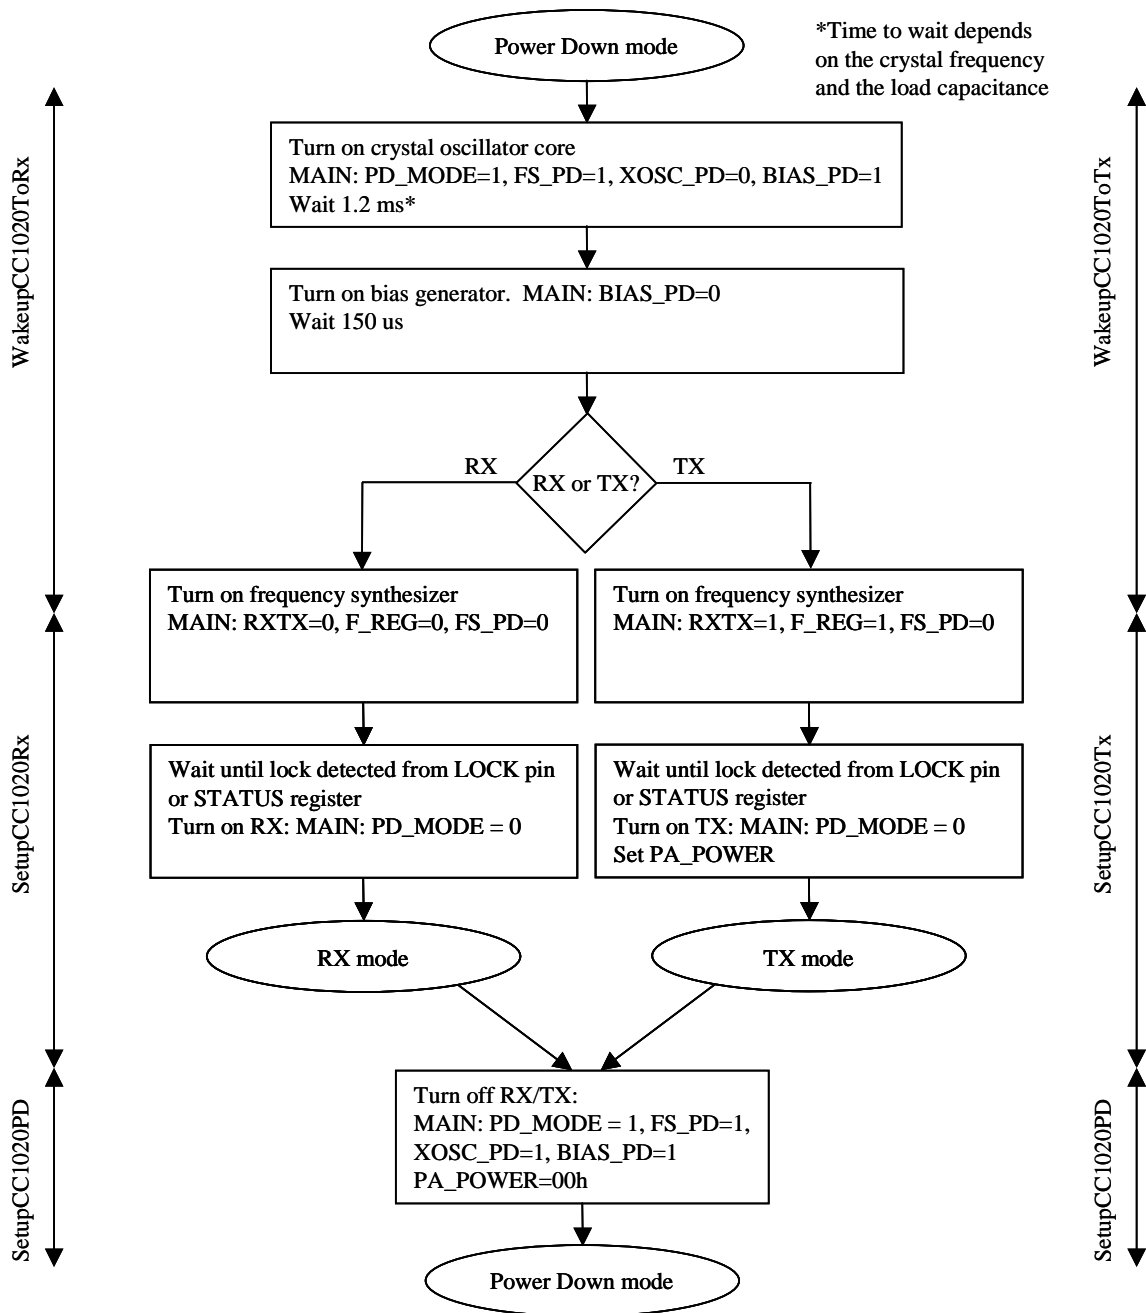 Power Down mode
*Time to wait depends
on the crystal frequency
and the load capacitance
WakeupCC1020ToRx
WakeupCC1020ToTx
Turn on crystal oscillator core
MAIN: PD_MODE=1, FS_PD=1, XOSC_PD=0, BIAS_PD=1
Wait 1.2 ms*
Turn on bias generator.  MAIN: BIAS_PD=0
Wait 150 us
RX
RX or TX?
TX
Turn on frequency synthesizer
MAIN: RXTX=0, F_REG=0, FS_PD=0
Turn on frequency synthesizer
MAIN: RXTX=1, F_REG=1, FS_PD=0
SetupCC1020Rx
SetupCC1020Tx
Wait until lock detected from LOCK pin
or STATUS register
Turn on RX: MAIN: PD_MODE = 0
Wait until lock detected from LOCK pin
or STATUS register
Turn on TX: MAIN: PD_MODE = 0
Set PA_POWER
RX mode
TX mode
SetupCC1020PD
SetupCC1020PD
Turn off RX/TX:
MAIN: PD_MODE = 1, FS_PD=1,
XOSC_PD=1, BIAS_PD=1
PA_POWER=00h
Power Down mode